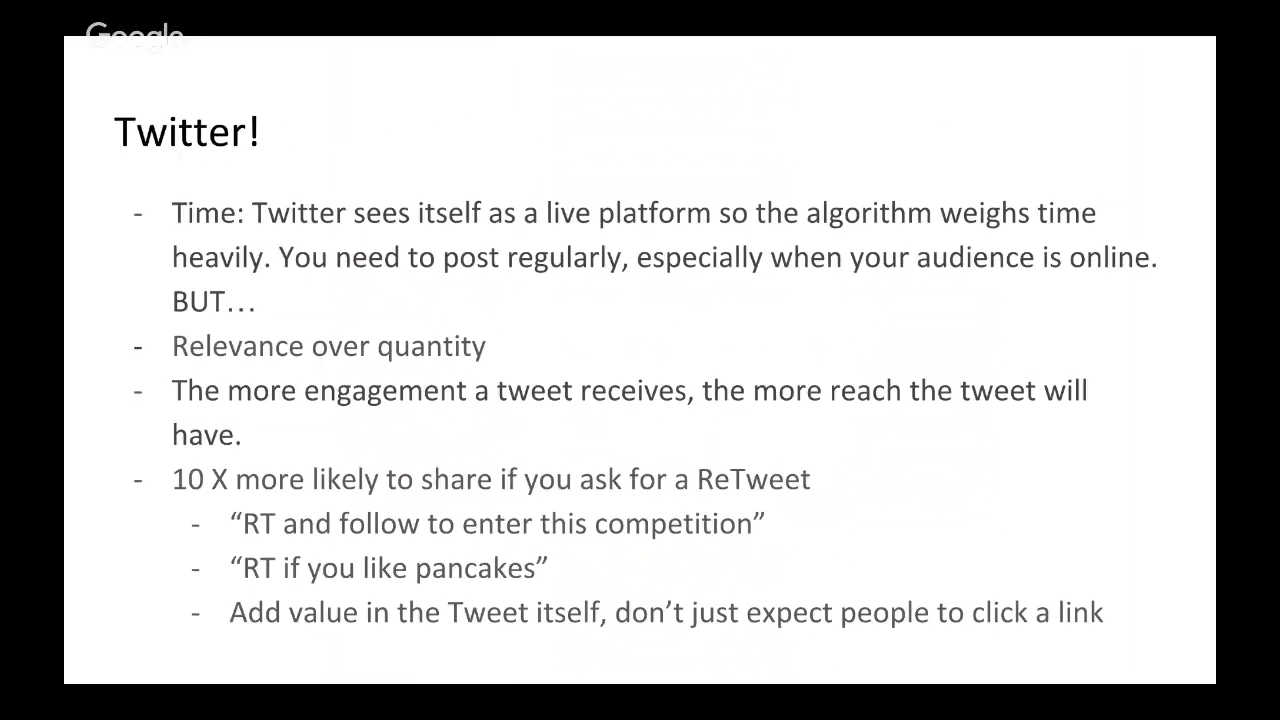 Google
Twitter!
- Time: Twitter sees itself as a live platform so the algorithm weighs time
heavily. You need to post regularly, especially when your audience is online.
BUT…
- Relevance over quantity
- The more engagement a tweet receives, the more reach the tweet will
have.
- 10 X more likely to share if you ask for a ReTweet
- “RT and follow to enter this competition”
- “RT if you like pancakes”
- Add value in the Tweet itself, don’t just expect people to click a link